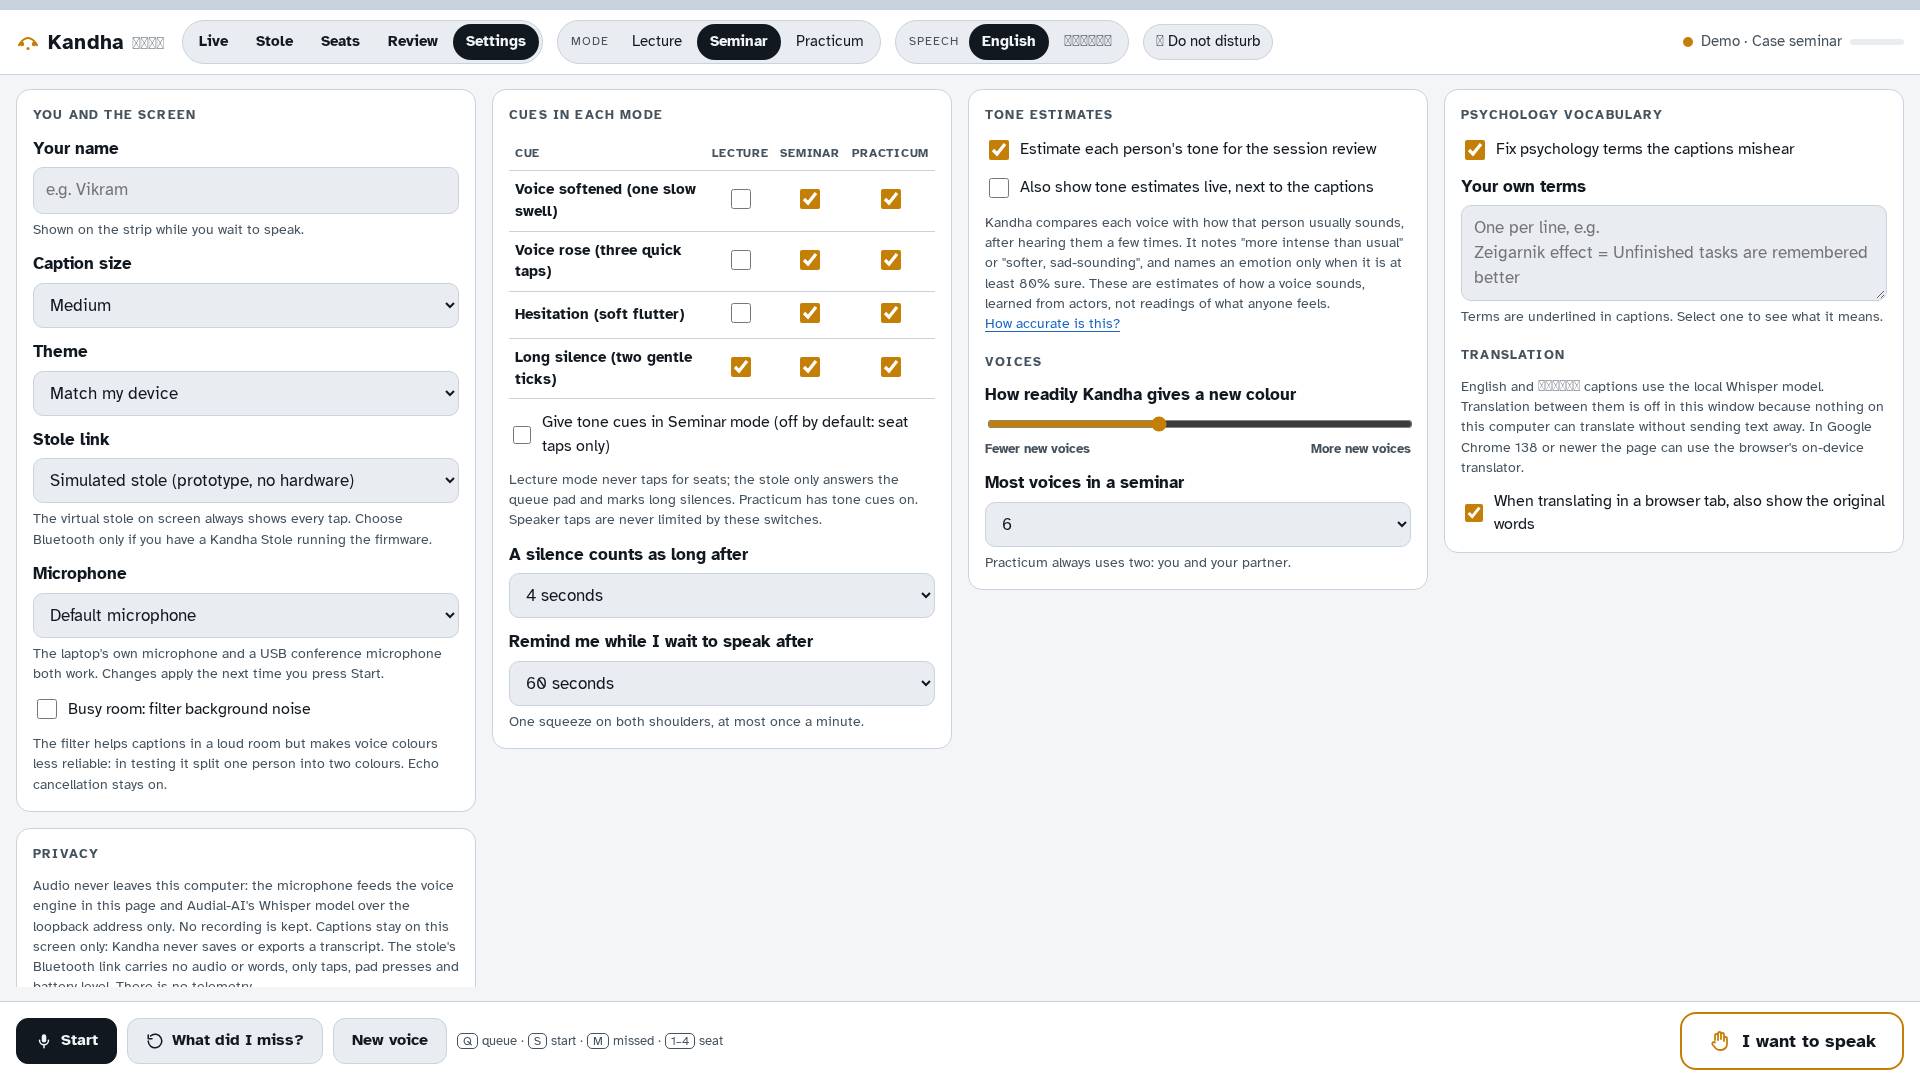 Kandha
Live Stole Seats Review Settings
MODE Lecture Seminar Practicum
SPEECH English
Do not disturb
Demo · Case seminar
YOU AND THE SCREEN
Your name
e.g. Vikram
Shown on the strip while you wait to speak.
Caption size
Medium
Theme
Match my device
Stole link
Simulated stole (prototype, no hardware)
The virtual stole on screen always shows every tap. Choose
Bluetooth only if you have a Kandha Stole running the firmware.
Microphone
Default microphone
The laptop's own microphone and a USB conference microphone
both work. Changes apply the next time you press Start.
Busy room: filter background noise
The filter helps captions in a loud room but makes voice colours
less reliable: in testing it split one person into two colours. Echo
cancellation stays on.
PRIVACY
Audio never leaves this computer: the microphone feeds the voice
engine in this page and Audial-AI's Whisper model over the
loopback address only. No recording is kept. Captions stay on this
screen only: Kandha never saves or exports a transcript. The stole's
Bluetooth link carries no audio or words, only taps, pad presses and
battery level. There is no telemetry.
CUES IN EACH MODE
CUE LECTURE SEMINAR PRACTICUM
Voice softened (one slow
swell)
Voice rose (three quick
taps)
Hesitation (soft flutter)
Long silence (two gentle
ticks)
Give tone cues in Seminar mode (off by default: seat
taps only)
Lecture mode never taps for seats; the stole only answers the
queue pad and marks long silences. Practicum has tone cues on.
Speaker taps are never limited by these switches.
A silence counts as long after
4 seconds
Remind me while I wait to speak after
60 seconds
One squeeze on both shoulders, at most once a minute.
TONE ESTIMATES
Estimate each person's tone for the session review
Also show tone estimates live, next to the captions
Kandha compares each voice with how that person usually sounds,
after hearing them a few times. It notes "more intense than usual"
or "softer, sad-sounding", and names an emotion only when it is at
least 80% sure. These are estimates of how a voice sounds,
learned from actors, not readings of what anyone feels.
How accurate is this?
VOICES
How readily Kandha gives a new colour
Fewer new voices More new voices
Most voices in a seminar
6
Practicum always uses two: you and your partner.
PSYCHOLOGY VOCABULARY
Fix psychology terms the captions mishear
Your own terms
One per line, e.g.
Zeigarnik effect = Unfinished tasks are remembered
better
Terms are underlined in captions. Select one to see what it means.
TRANSLATION
English and captions use the local Whisper model.
Translation between them is off in this window because nothing on
this computer can translate without sending text away. In Google
Chrome 138 or newer the page can use the browser's on-device
translator.
When translating in a browser tab, also show the original
words
Start
What did I miss?
New voice
Q queue · S start · M missed · 1–4 seat
I want to speak